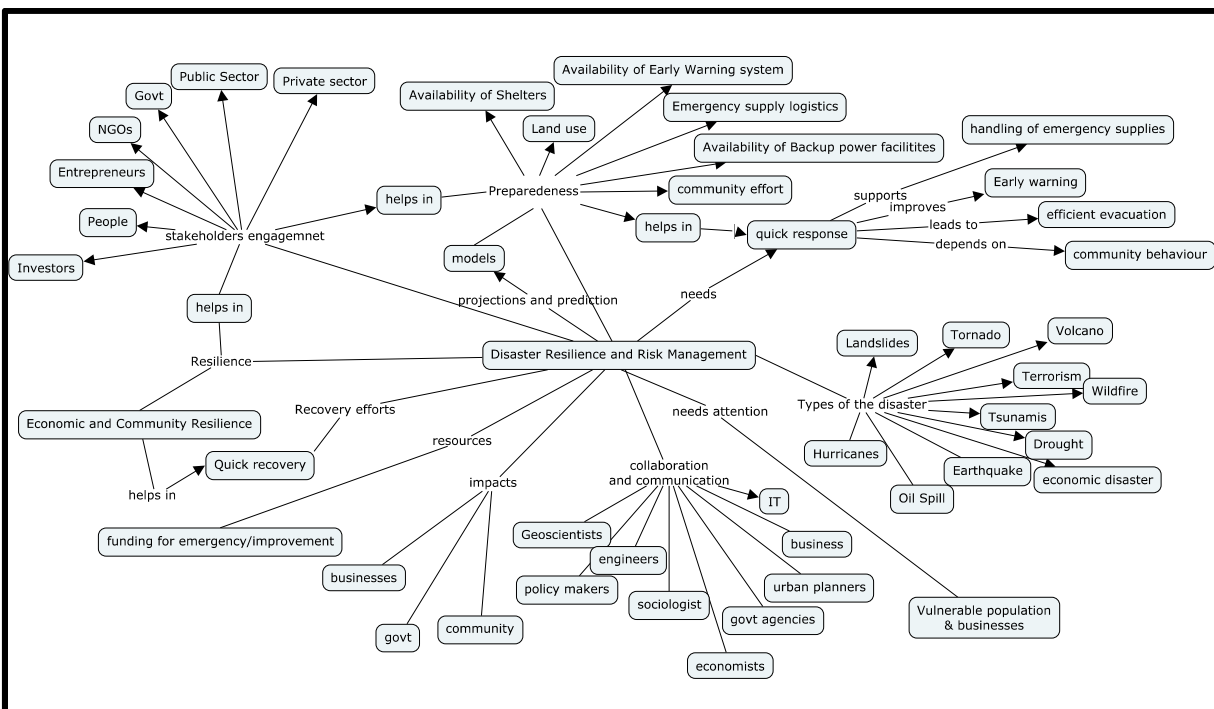 Availability of Early Warning system
Public Sector
Private sector
Govt
Availability of Shelters
Emergency supply logistics
NGOs
Land use
handling of emergency supplies
Availability of Backup power facilitites
Entrepreneurs
Early warning
community effort
Preparedeness
helps in
supports
improves
efficient evacuation
People
leads to
helps in
quick response
stakeholders engagemnet
depends on
community behaviour
Investors
models
needs
projections and prediction
helps in
Landslides
Tornado
Volcano
Disaster Resilience and Risk Management
Resilience
Terrorism
Wildfire
Types of the disaster
Recovery efforts
needs attention
Tsunamis
Economic and Community Resilience
resources
Drought
Hurricanes
Quick recovery
collaboration
and communication
Earthquake
economic disaster
impacts
helps in
Oil Spill
IT
Geoscientists
funding for emergency/improvement
business
engineers
businesses
policy makers
urban planners
sociologist
Vulnerable population
& businesses
govt agencies
community
govt
economists